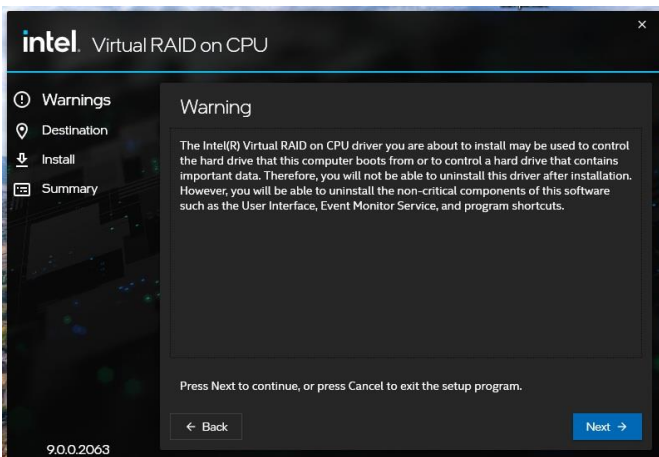 intel. Virtual RAID on CPU
Warnings
Destination
Install
Summary
Warning
The Intel(R) Virtual RAID on CPU driver you are about to install may be used to control
the hard drive that this computer boots from or to control a hard drive that contains
important data. Therefore, you will not be able to uninstall this driver after installation.
However, you will be able to uninstall the non-critical components of this software
such as the User Interface, Event Monitor Service, and program shortcuts.
Press Next to continue, or press Cancel to exit the setup program.
← Back
Next →
9.0.0.2063